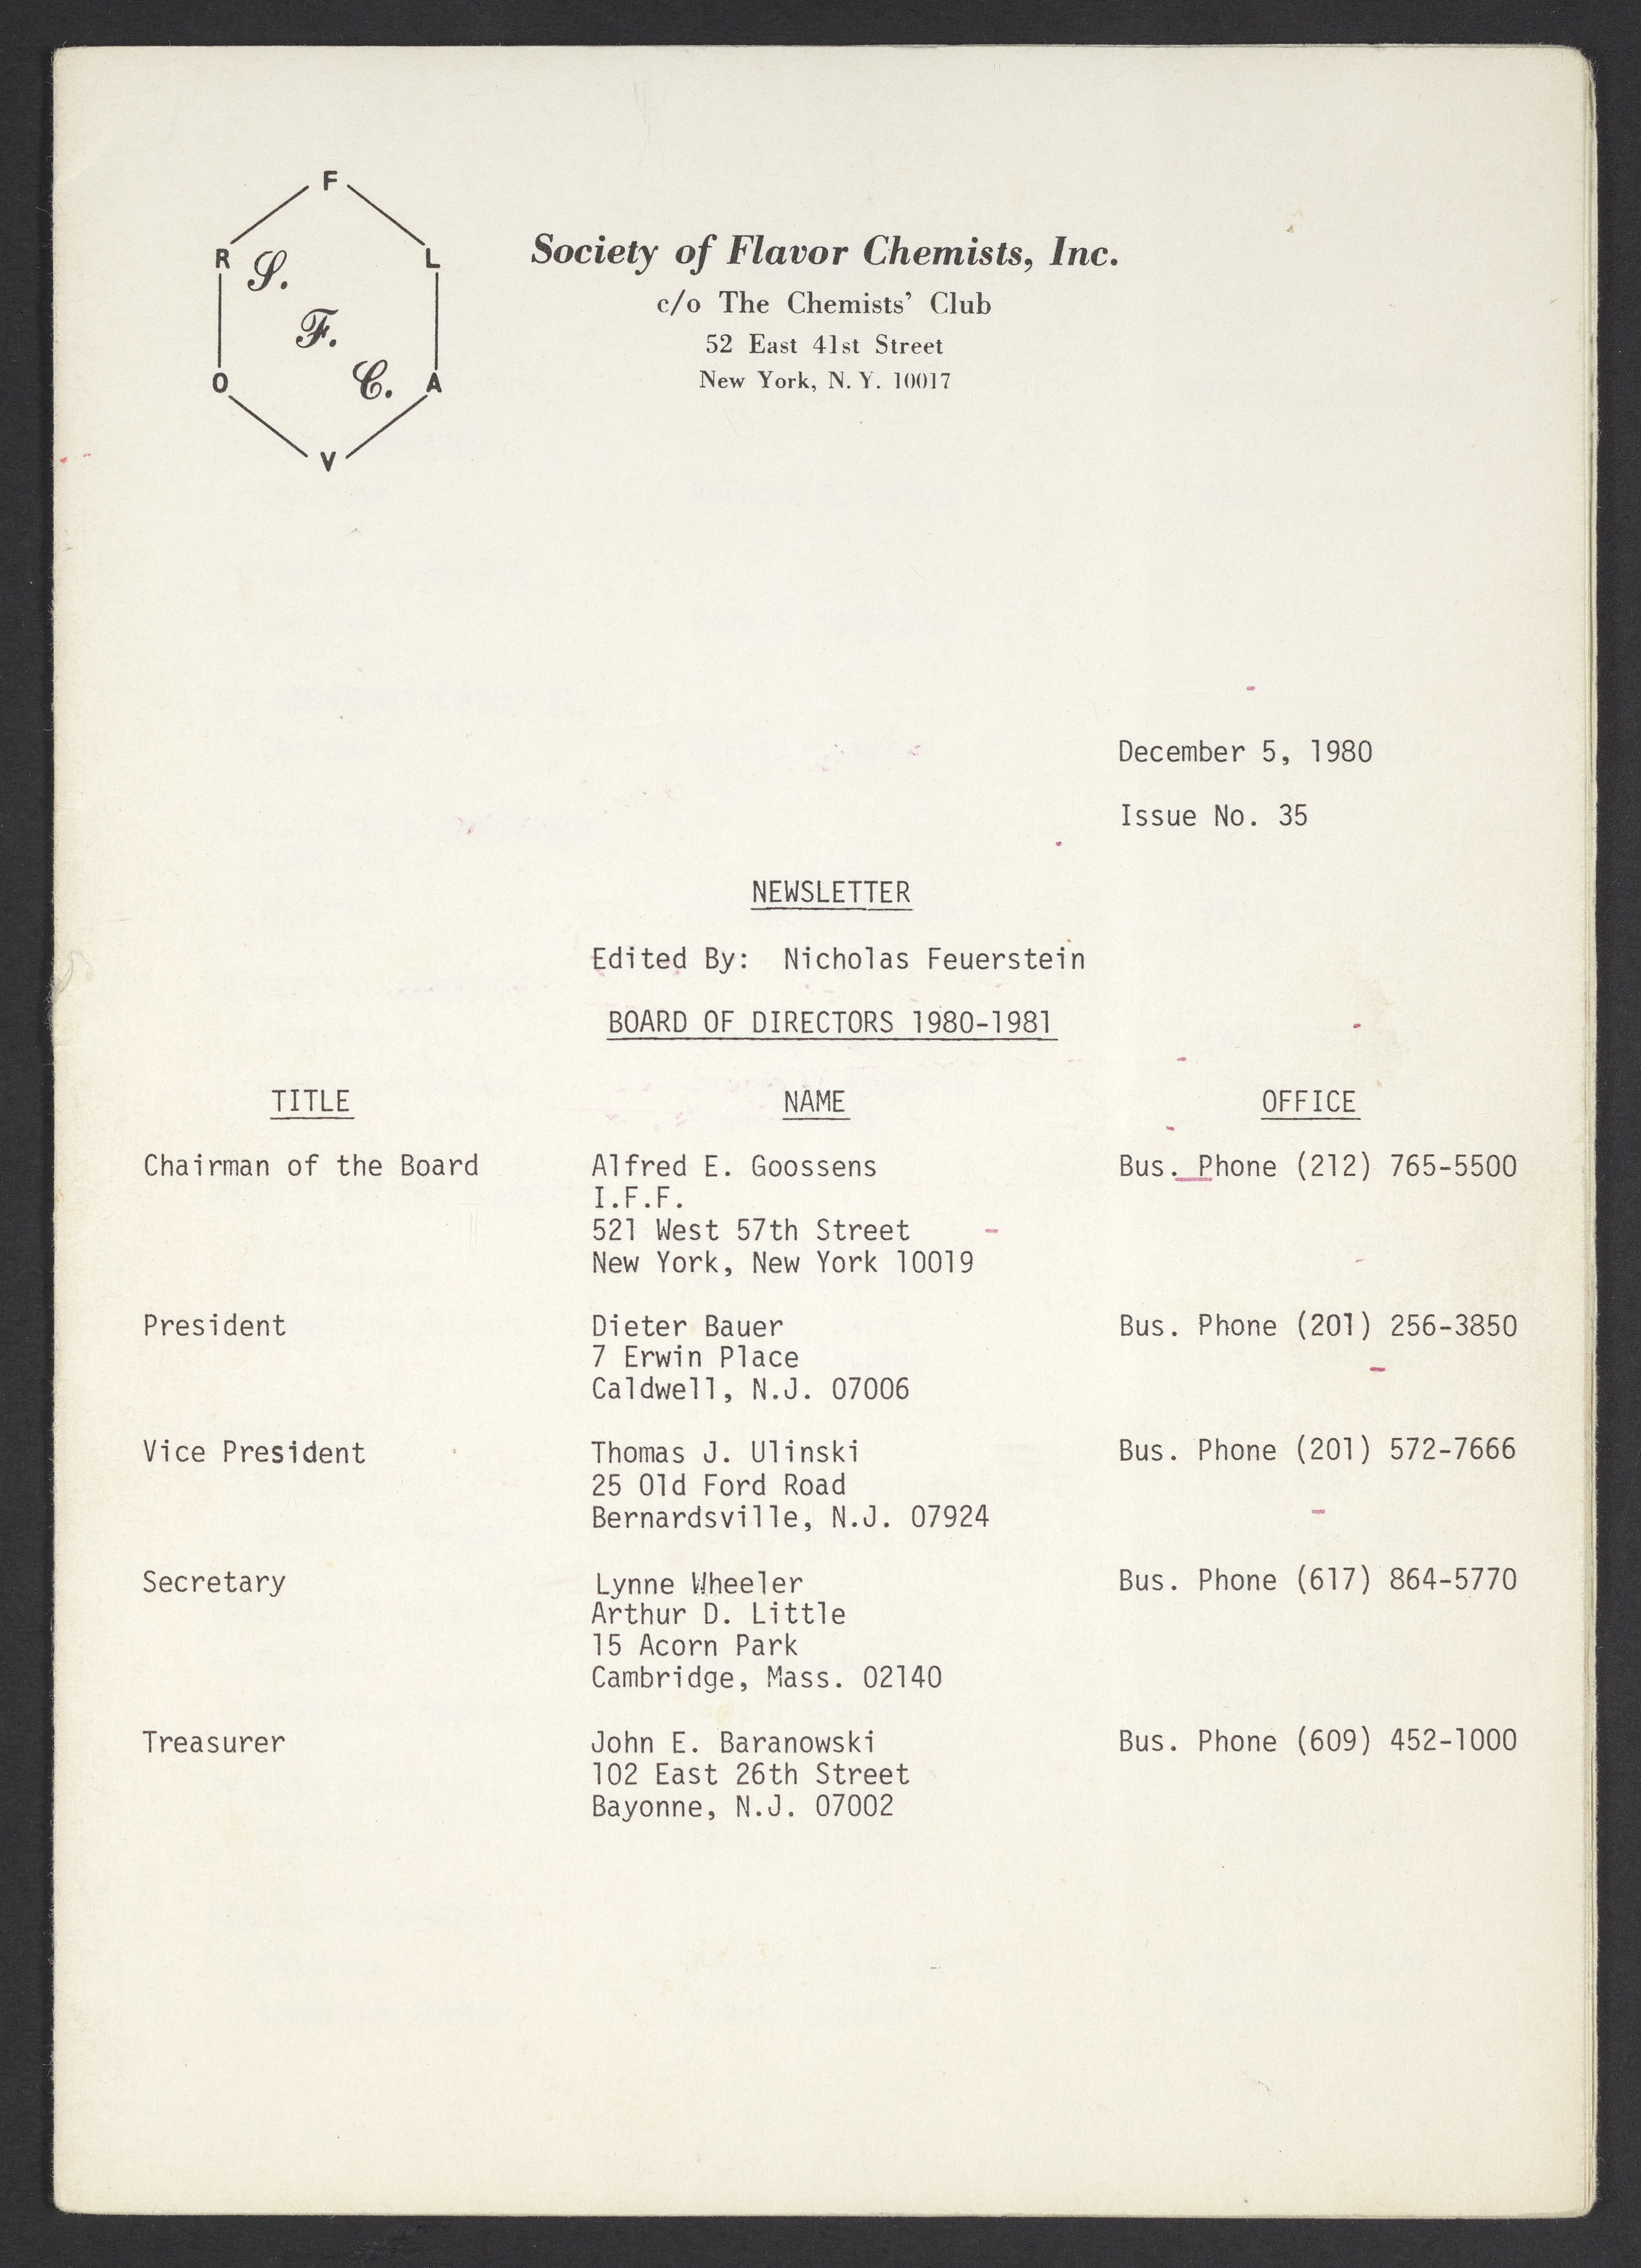 F
R
L
S.
F.
C.
O
A
V
Society of Flavor Chemists, Inc.
c/o The Chemists' Club
52 East 41st Street
New York, N. Y. 10017
December 5, 1980
Issue No. 35
NEWSLETTER
Edited By: Nicholas Feuerstein
BOARD OF DIRECTORS 1980-1981
TITLE NAME OFFICE
Chairman of the Board Alfred E. Goossens Bus. Phone (212) 765-5500
I.F.F.
521 West 57th Street
New York, New York 10019
President Dieter Bauer Bus. Phone (201) 256-3850
7 Erwin Place
Caldwell, N.J. 07006
Vice President Thomas J. Ulinski Bus. Phone (201) 572-7666
25 Old Ford Road
Bernardsville, N.J. 07924
Secretary Lynne Wheeler Bus. Phone (617) 864-5770
Arthur D. Little
15 Acorn Park
Cambridge, Mass. 02140
Treasurer John E. Baranowski Bus. Phone (609) 452-1000
102 East 26th Street
Bayonne, N.J. 07002